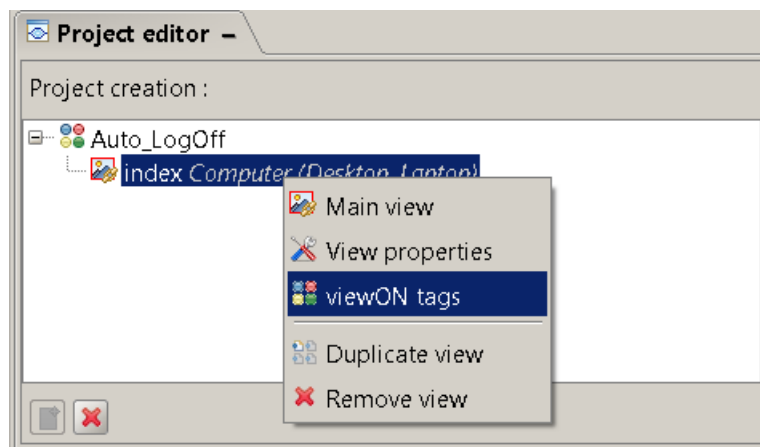 Project editor –
Project creation :
Auto_LogOff
index Computer (Desktop, Laptop)
Main view
View properties
viewON tags
Duplicate view
Remove view